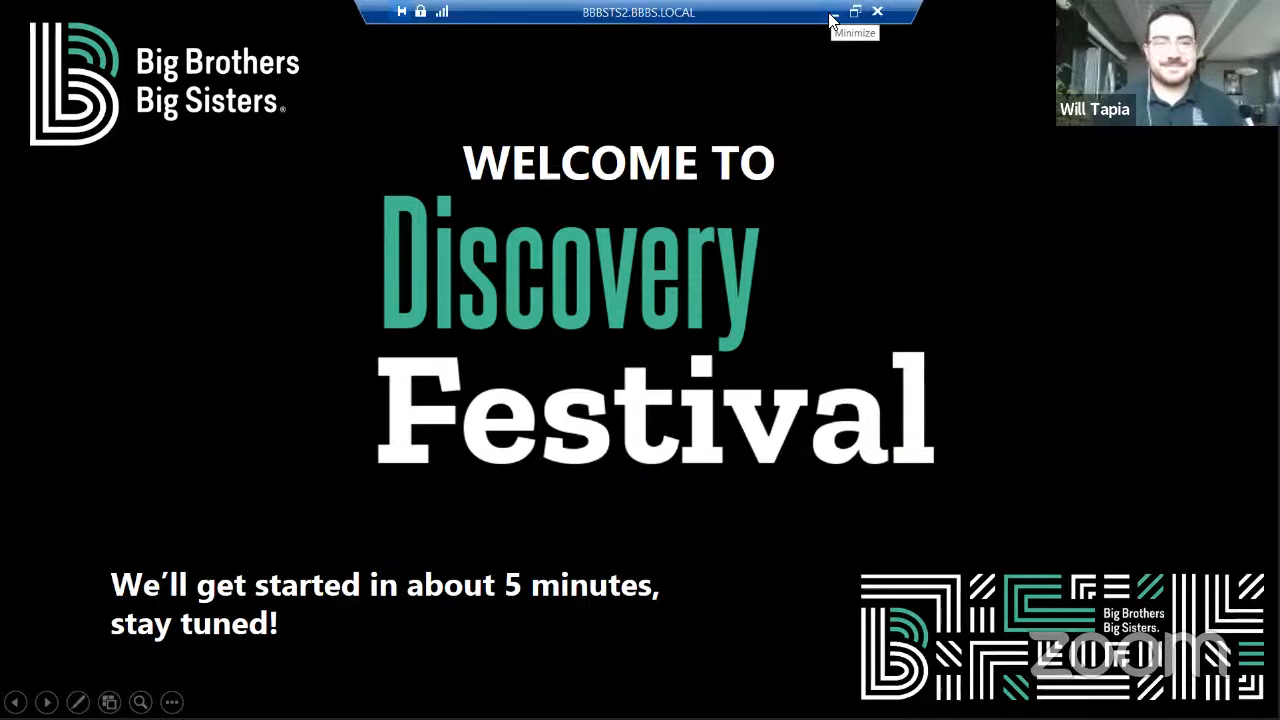 BBBSTS2.BBBS.LOCAL
Minimize
Big Brothers
Big Sisters.
Will Tapia
WELCOME TO
Discovery
Festival
We’ll get started in about 5 minutes,
stay tuned!
Big Brothers
Big Sisters.
zoom